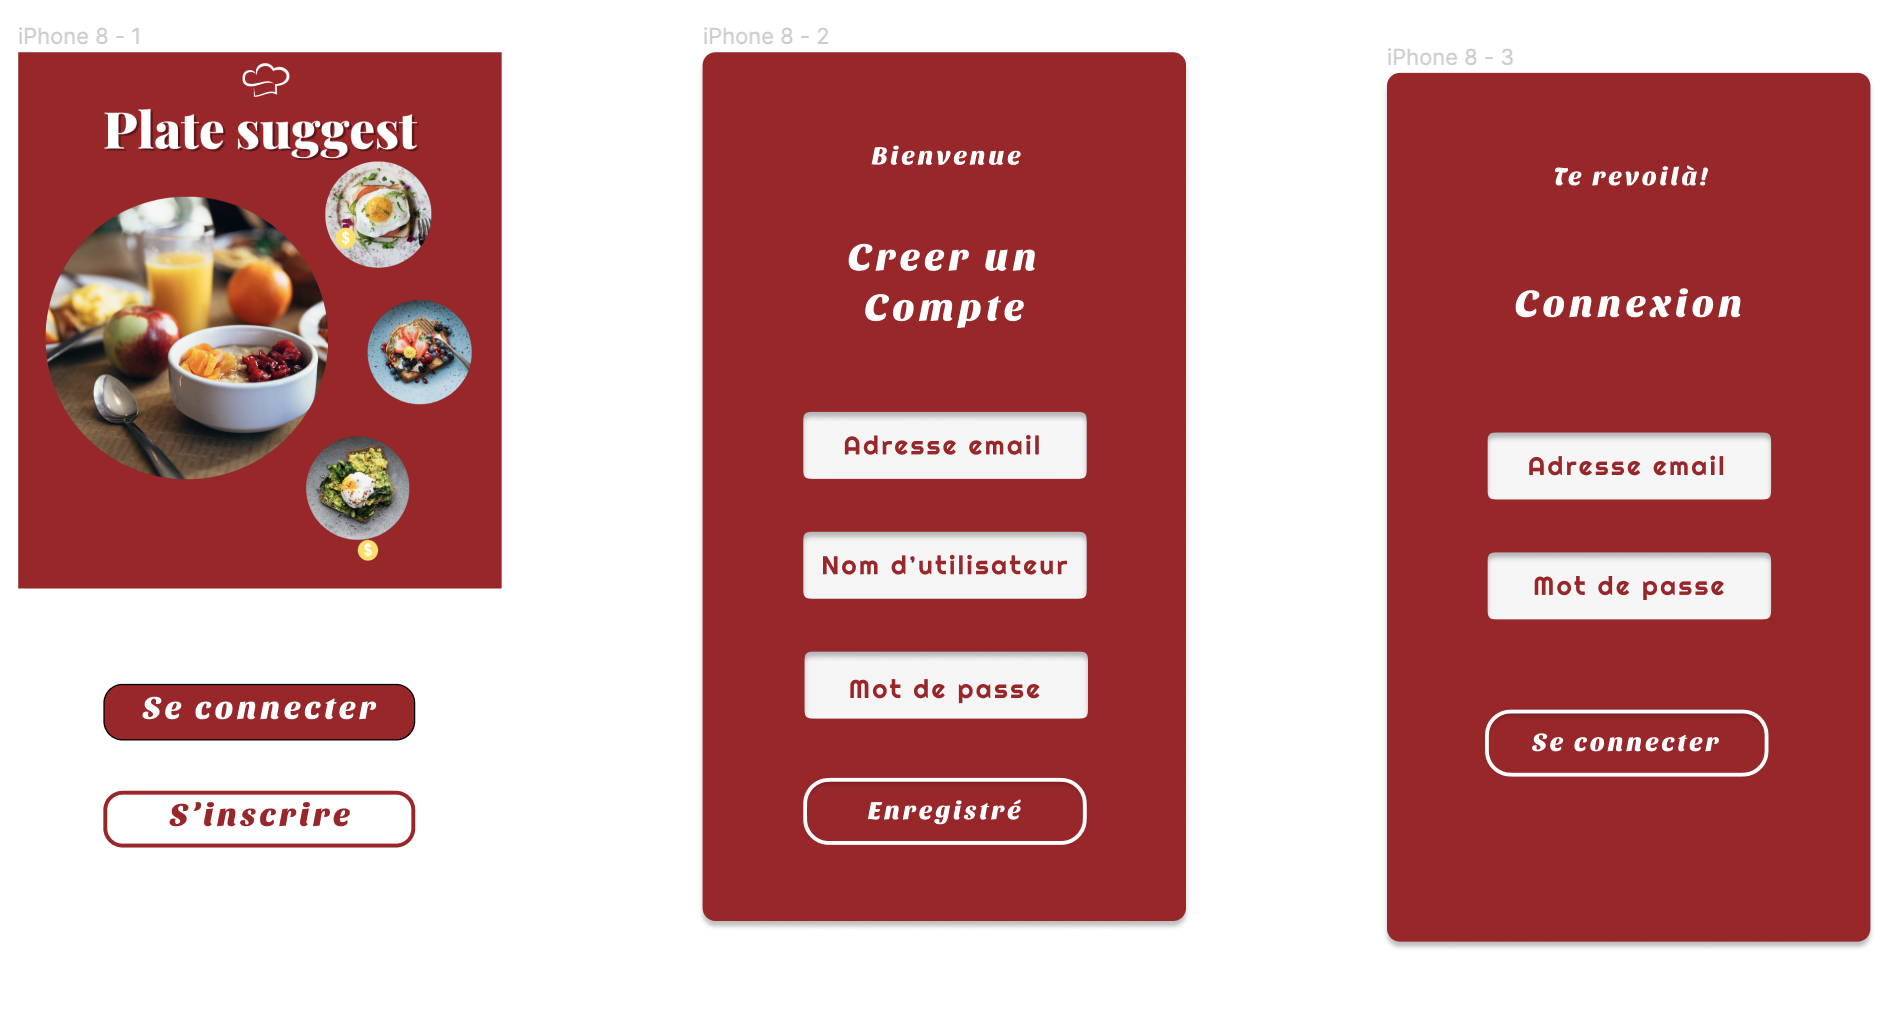 iPhone 8 - 1
Plate suggest
$
$
Se connecter
S’inscrire
iPhone 8 - 2
Bienvenue
Creer un
Compte
Adresse email
Nom d’utilisateur
Mot de passe
Enregistré
iPhone 8 - 3
Te revoilà!
Connexion
Adresse email
Mot de passe
Se connecter